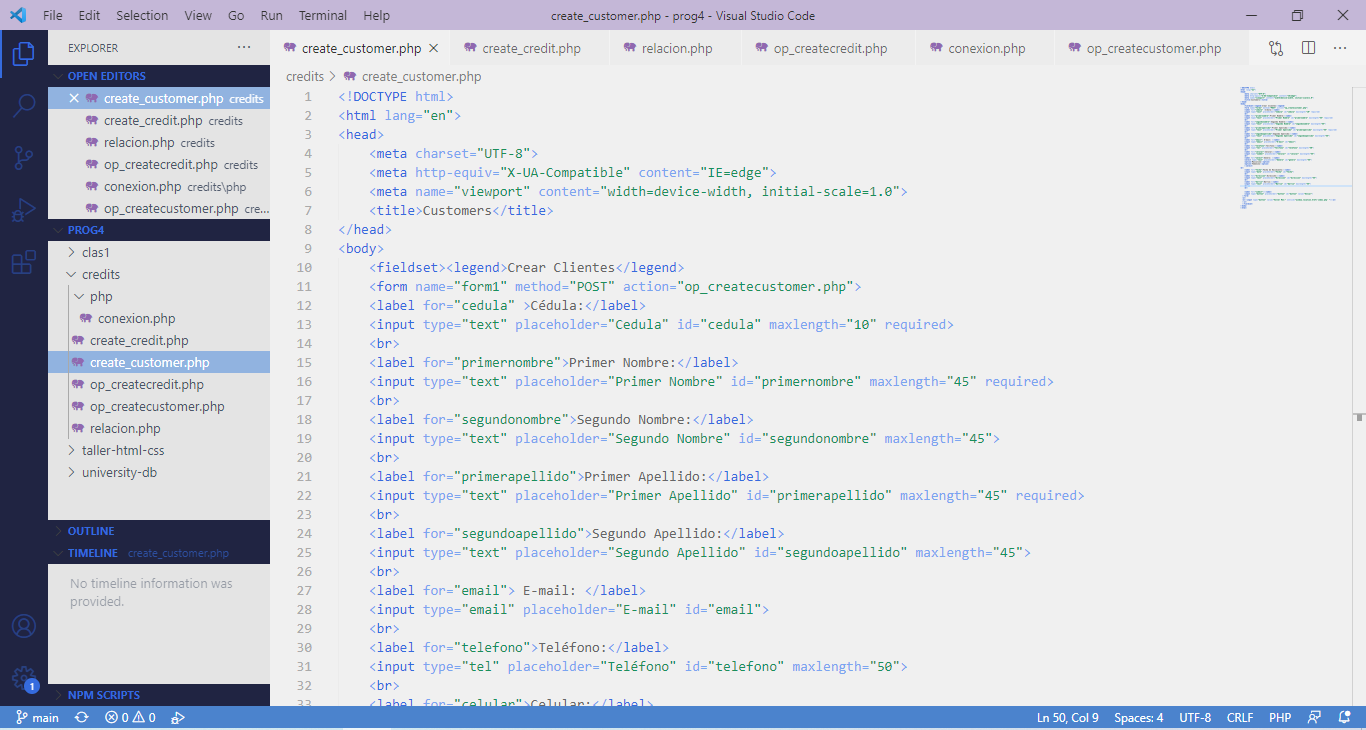 File Edit Selection View Go Run Terminal Help create_customer.php - prog4 - Visual Studio Code
EXPLORER
OPEN EDITORS
create_customer.php credits
create_credit.php credits
relacion.php credits
op_createcredit.php credits
conexion.php credits\php
op_createcustomer.php cre...
PROG4
clas1
credits
php
conexion.php
create_credit.php
create_customer.php
op_createcredit.php
op_createcustomer.php
relacion.php
taller-html-css
university-db
OUTLINE
TIMELINE create_customer.php
No timeline information was
provided.
NPM SCRIPTS
create_customer.php create_credit.php relacion.php op_createcredit.php conexion.php op_createcustomer.php
credits > create_customer.php
1 <!DOCTYPE html>
2 <html lang="en">
3 <head>
4 <meta charset="UTF-8">
5 <meta http-equiv="X-UA-Compatible" content="IE=edge">
6 <meta name="viewport" content="width=device-width, initial-scale=1.0">
7 <title>Customers</title>
8 </head>
9 <body>
10 <fieldset><legend>Crear Clientes</legend>
11 <form name="form1" method="POST" action="op_createcustomer.php">
12 <label for="cedula" >Cédula:</label>
13 <input type="text" placeholder="Cedula" id="cedula" maxlength="10" required>
14 <br>
15 <label for="primernombre">Primer Nombre:</label>
16 <input type="text" placeholder="Primer Nombre" id="primernombre" maxlength="45" required>
17 <br>
18 <label for="segundonombre">Segundo Nombre:</label>
19 <input type="text" placeholder="Segundo Nombre" id="segundonombre" maxlength="45">
20 <br>
21 <label for="primerapellido">Primer Apellido:</label>
22 <input type="text" placeholder="Primer Apellido" id="primerapellido" maxlength="45" required>
23 <br>
24 <label for="segundoapellido">Segundo Apellido:</label>
25 <input type="text" placeholder="Segundo Apellido" id="segundoapellido" maxlength="45">
26 <br>
27 <label for="email"> E-mail: </label>
28 <input type="email" placeholder="E-mail" id="email">
29 <br>
30 <label for="telefono">Teléfono:</label>
31 <input type="tel" placeholder="Teléfono" id="telefono" maxlength="50">
32 <br>
33 <label for="celular">Celular:</label>
1
main 0 0 Ln 50, Col 9 Spaces: 4 UTF-8 CRLF PHP